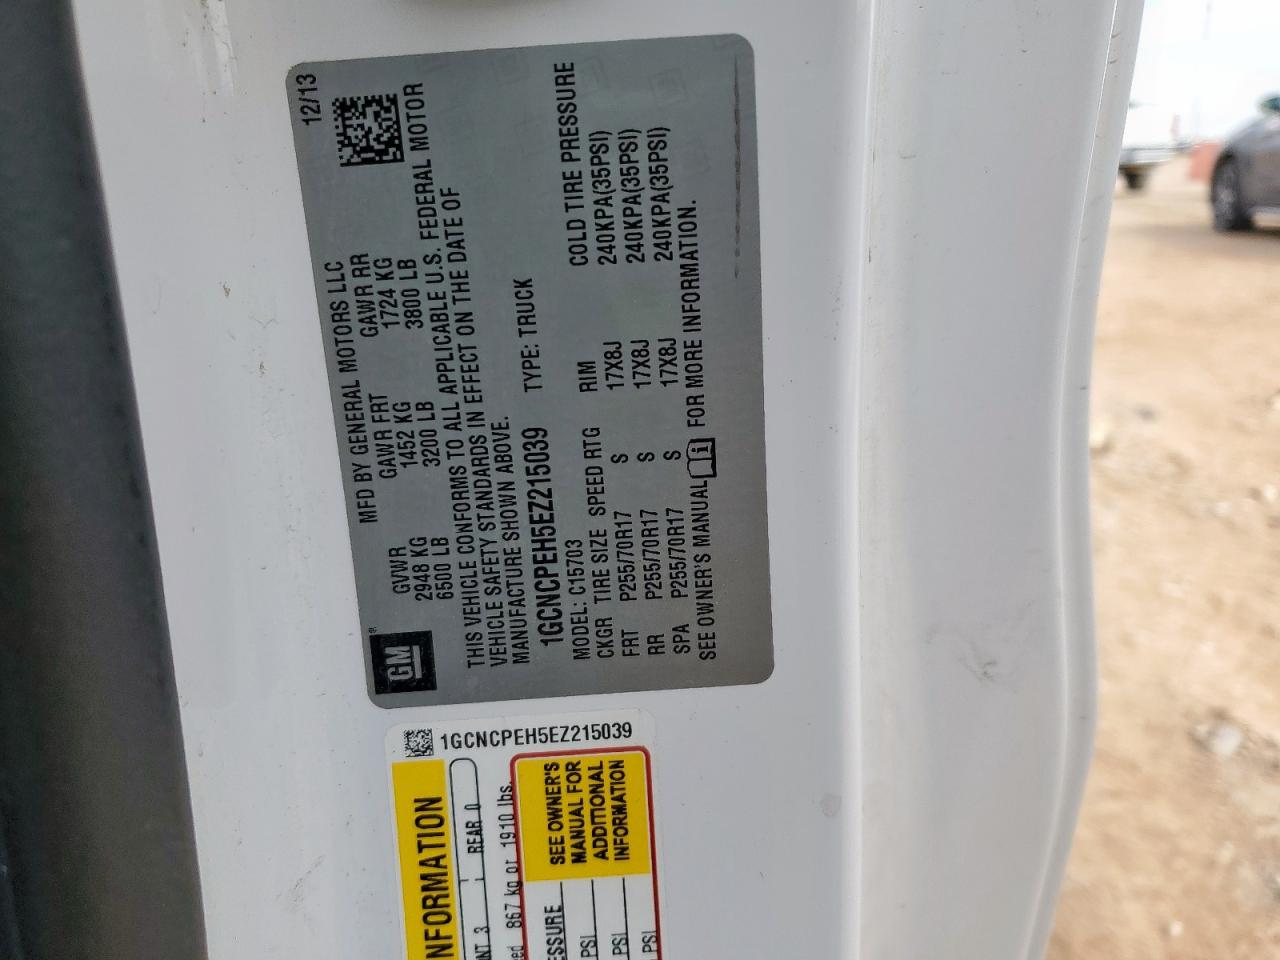 MFD BY GENERAL MOTORS LLC 12/13
GVWR GAWR FRT GAWR RR
2948 KG 1452 KG 1724 KG
6500 LB 3200 LB 3800 LB
GM®
THIS VEHICLE CONFORMS TO ALL APPLICABLE U.S. FEDERAL MOTOR
VEHICLE SAFETY STANDARDS IN EFFECT ON THE DATE OF
MANUFACTURE SHOWN ABOVE.
1GCNCPEH5EZ215039 TYPE: TRUCK
MODEL: C15703
CKGR TIRE SIZE SPEED RTG RIM COLD TIRE PRESSURE
FRT P255/70R17 S 17X8J 240KPA(35PSI)
RR P255/70R17 S 17X8J 240KPA(35PSI)
SPA P255/70R17 S 17X8J 240KPA(35PSI)
SEE OWNER'S MANUAL i FOR MORE INFORMATION.
1GCNCPEH5EZ215039
NFORMATION
NT 3 REAR 0
ed 867 kg or 1910 lbs.
ESSURE
PSI
PSI
PSI
SEE OWNER'S
MANUAL FOR
ADDITIONAL
INFORMATION